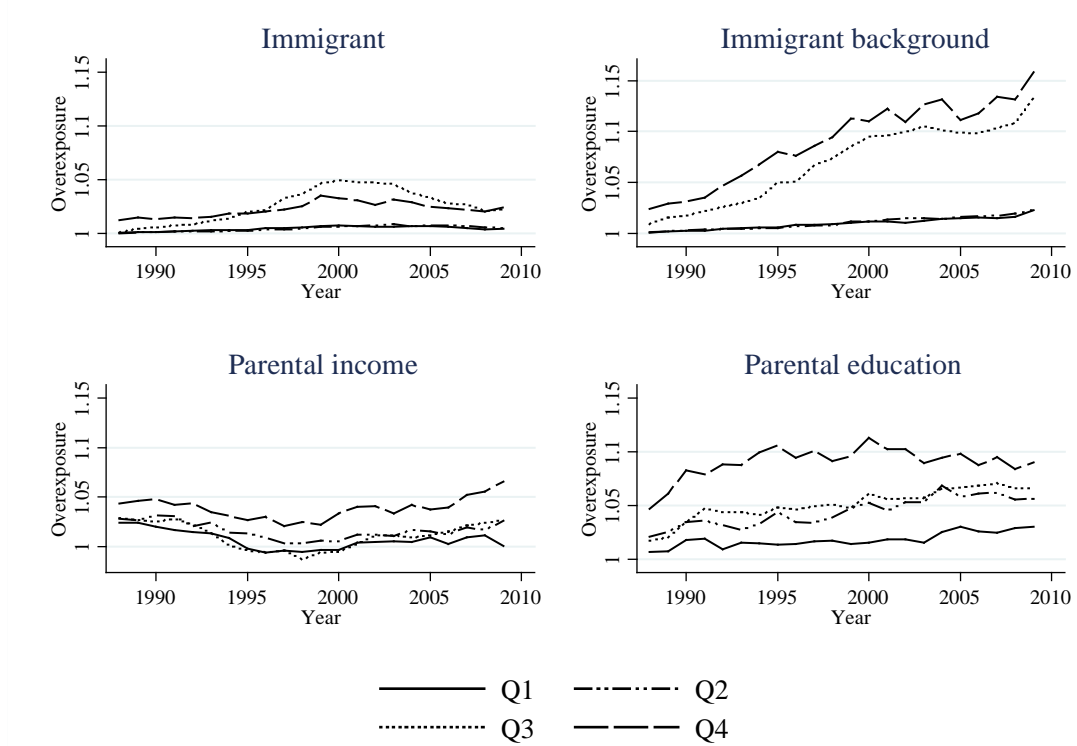 Immigrant
Overexposure
1 1.05 1.1 1.15
1990 1995 2000 2005 2010
Year
Immigrant background
Overexposure
1 1.05 1.1 1.15
1990 1995 2000 2005 2010
Year
Parental income
Overexposure
1 1.05 1.1 1.15
1990 1995 2000 2005 2010
Year
Parental education
Overexposure
1 1.05 1.1 1.15
1990 1995 2000 2005 2010
Year
Q1 Q2
Q3 Q4